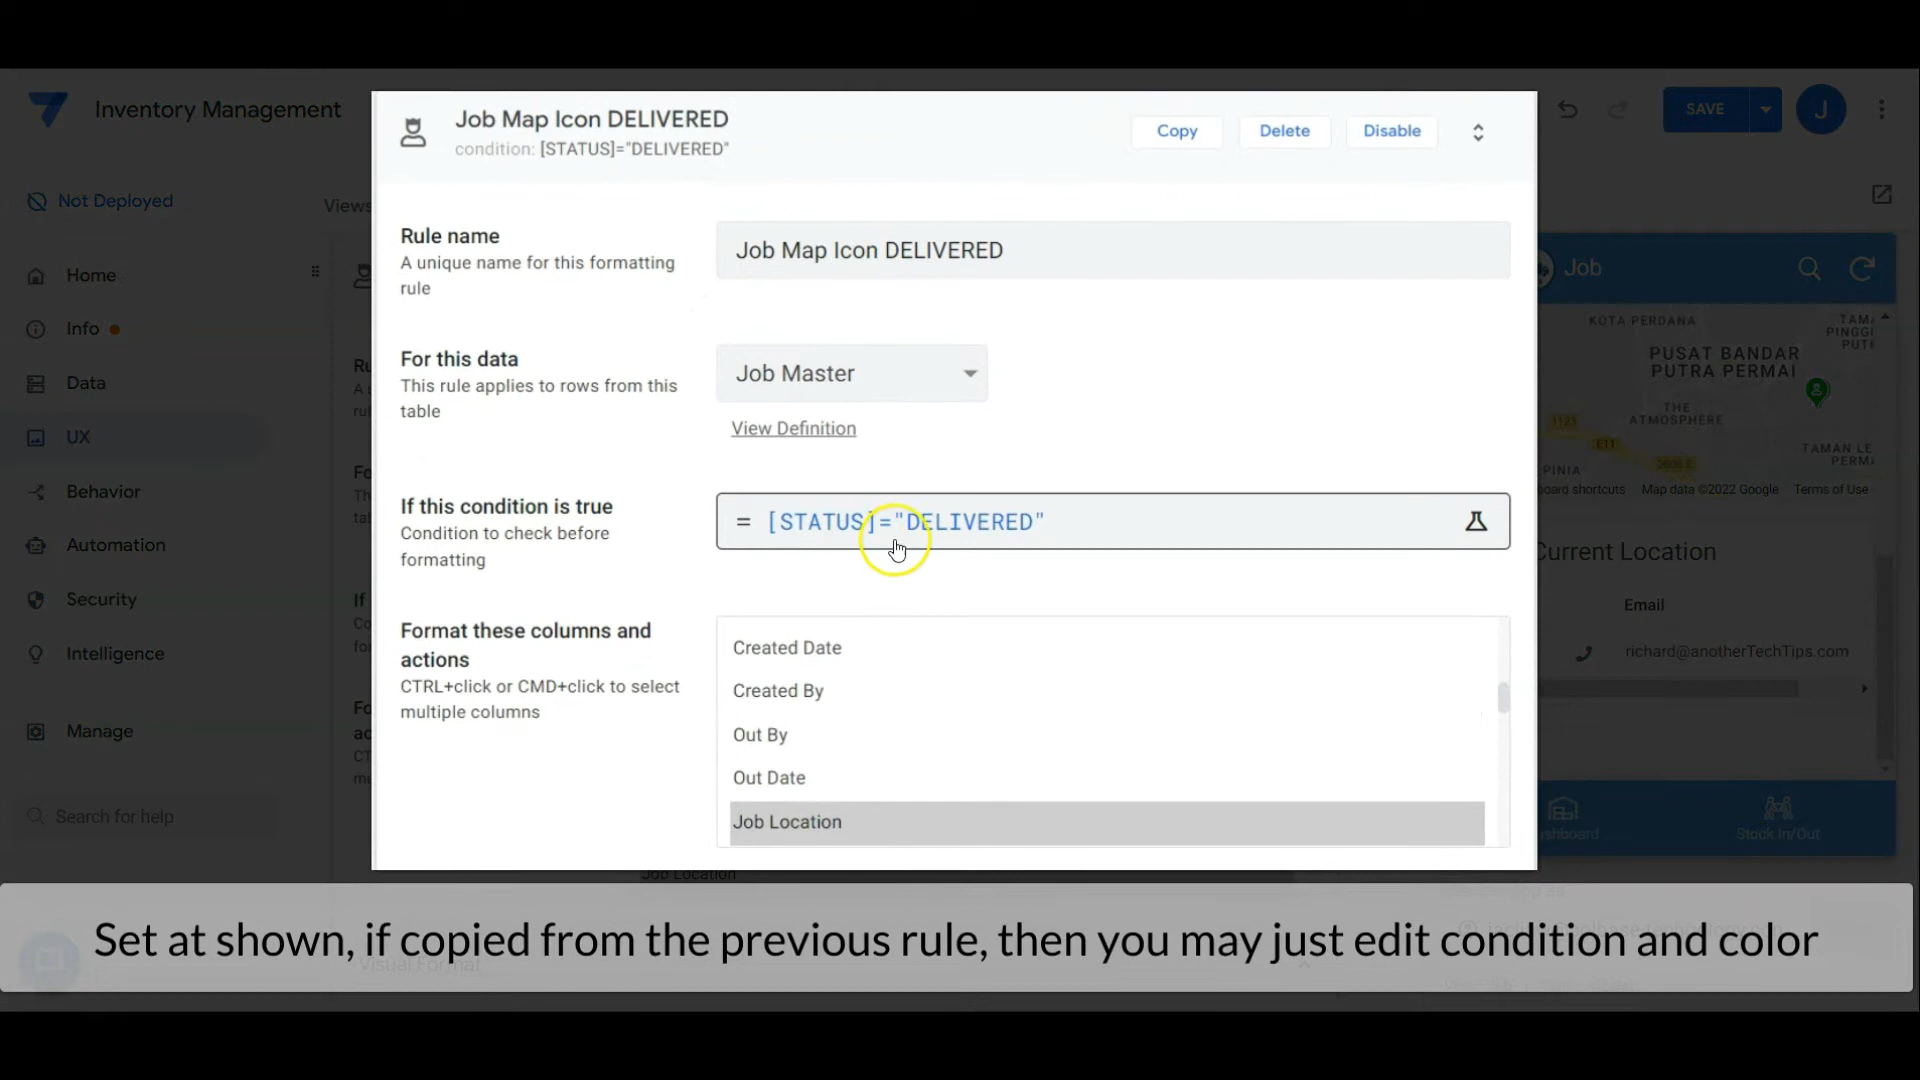 Inventory Management
SAVE
J
Not Deployed
Views
Home
Info
Data
UX
Behavior
Automation
Security
Intelligence
Manage
Search for help
Job Map Icon DELIVERED
condition: [STATUS]="DELIVERED"
Copy
Delete
Disable
Rule name
A unique name for this formatting
rule
Job Map Icon DELIVERED
For this data
This rule applies to rows from this
table
Job Master
View Definition
If this condition is true
Condition to check before
formatting
= [STATUS]="DELIVERED"
Format these columns and
actions
CTRL+click or CMD+click to select
multiple columns
Created Date
Created By
Out By
Out Date
Job Location
Job
KOTA PERDANA
PUSAT BANDAR
PUTRA PERMAI
THE
ATMOSPHERE
TAMAN LE
PERM
E11
Map data ©2022 Google
Terms of Use
Current Location
Email
richard@anotherTechTips.com
Stock In/Out
Job Location
Visual Format
Set at shown, if copied from the previous rule, then you may just edit condition and color